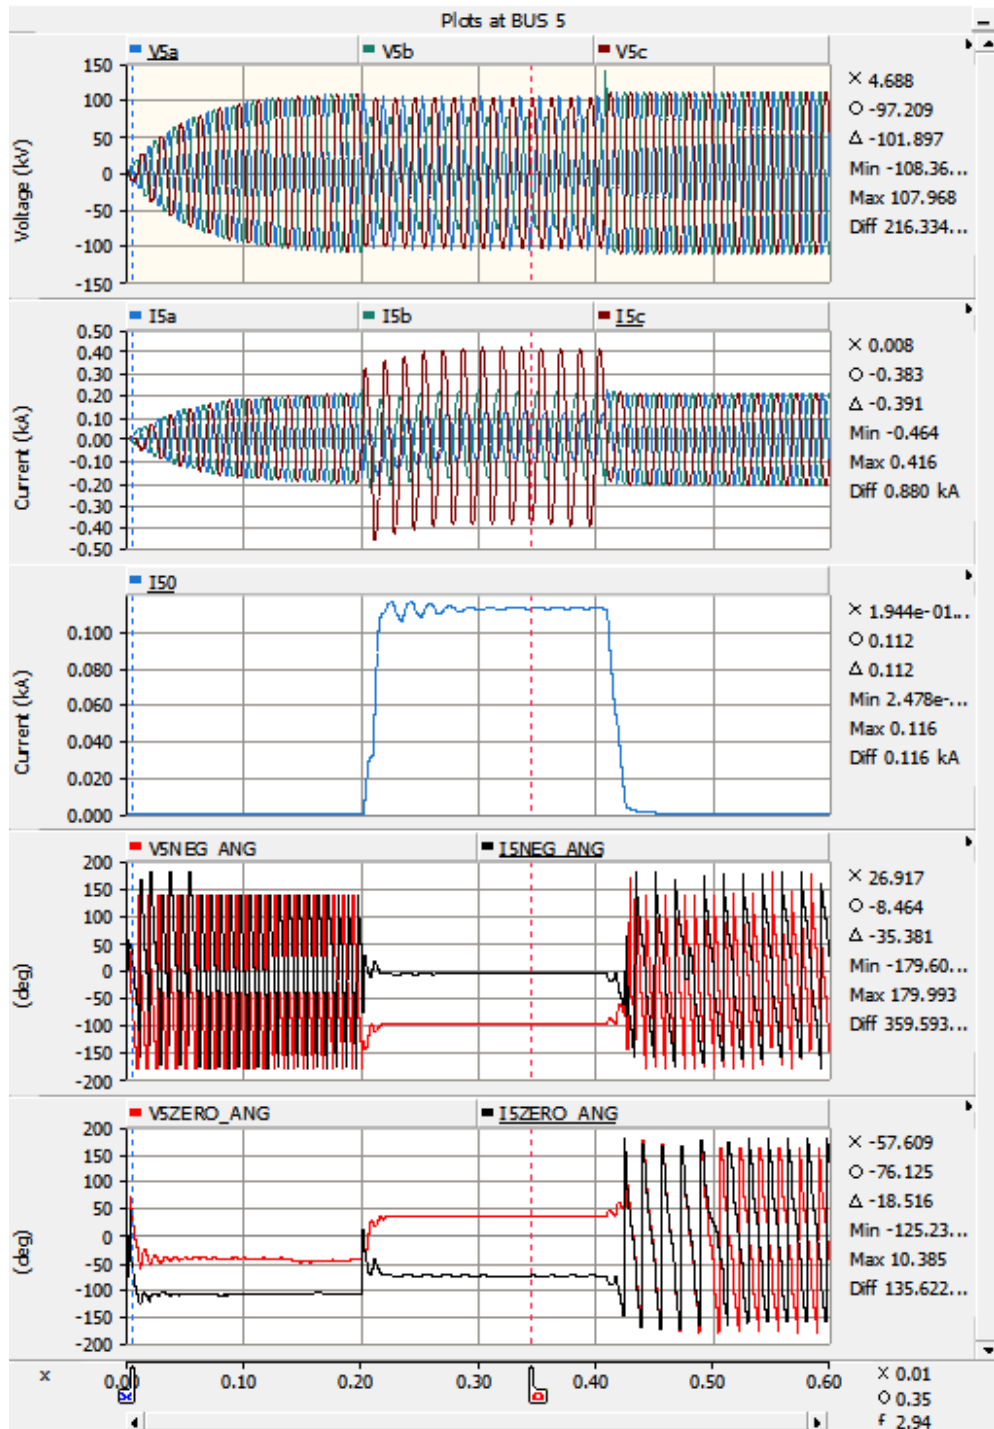 Plots at BUS 5
V5a V5b V5c
150
100
50
0
-50
-100
-150
Voltage (kV)
× 4.688
O -97.209
Δ -101.897
Min -108.36...
Max 107.968
Diff 216.334...
I5a I5b I5c
0.50
0.40
0.30
0.20
0.10
0.00
-0.10
-0.20
-0.30
-0.40
-0.50
Current (kA)
× 0.008
O -0.383
Δ -0.391
Min -0.464
Max 0.416
Diff 0.880 kA
I50
0.100
0.080
0.060
0.040
0.020
0.000
Current (kA)
× 1.944e-01...
O 0.112
Δ 0.112
Min 2.478e-...
Max 0.116
Diff 0.116 kA
V5NEG_ANG I5NEG_ANG
200
150
100
50
0
-50
-100
-150
-200
(deg)
× 26.917
O -8.464
Δ -35.381
Min -179.60...
Max 179.993
Diff 359.593...
V5ZERO_ANG I5ZERO_ANG
200
150
100
50
0
-50
-100
-150
-200
(deg)
× -57.609
O -76.125
Δ -18.516
Min -125.23...
Max 10.385
Diff 135.622...
x 0.00 0.10 0.20 0.30 0.40 0.50 0.60
× 0.01
O 0.35
f 2.94